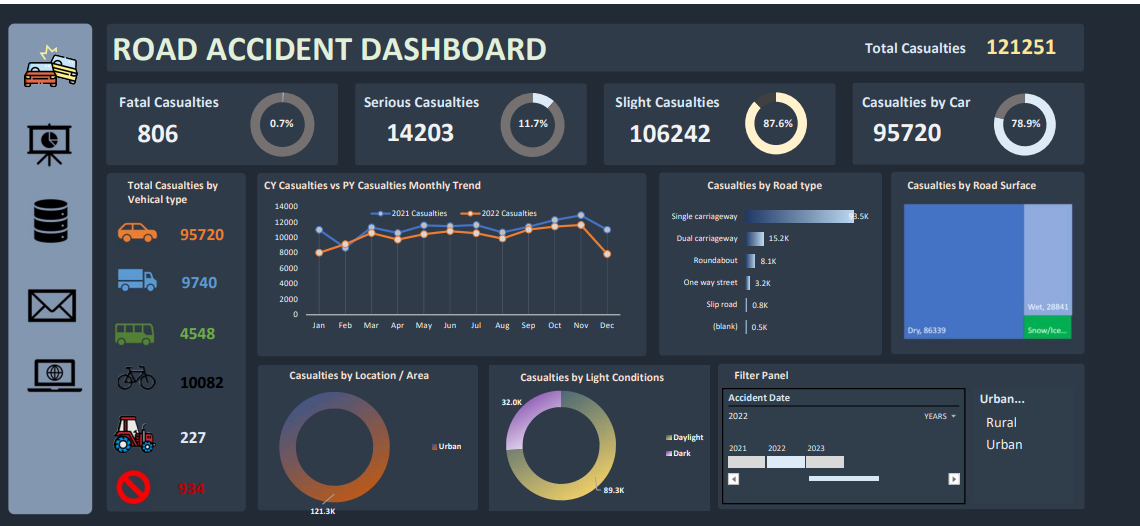 ROAD ACCIDENT DASHBOARD
Total Casualties 121251
Fatal Casualties
806
0.7%
Serious Casualties
14203
11.7%
Slight Casualties
106242
87.6%
Casualties by Car
95720
78.9%
Total Casualties by
Vehical type
95720
9740
4548
10082
227
934
CY Casualties vs PY Casualties Monthly Trend
2021 Casualties 2022 Casualties
14000
12000
10000
8000
6000
4000
2000
0
Jan Feb Mar Apr May Jun Jul Aug Sep Oct Nov Dec
Casualties by Road type
Single carriageway 93.5K
Dual carriageway 15.2K
Roundabout 8.1K
One way street 3.2K
Slip road 0.8K
(blank) 0.5K
Casualties by Road Surface
Dry, 86339
Wet, 28841
Snow/Ice...
Casualties by Location / Area
Urban
121.3K
Casualties by Light Conditions
32.0K
Daylight
Dark
89.3K
Filter Panel
Accident Date
2022 YEARS
2021 2022 2023
Urban...
Rural
Urban